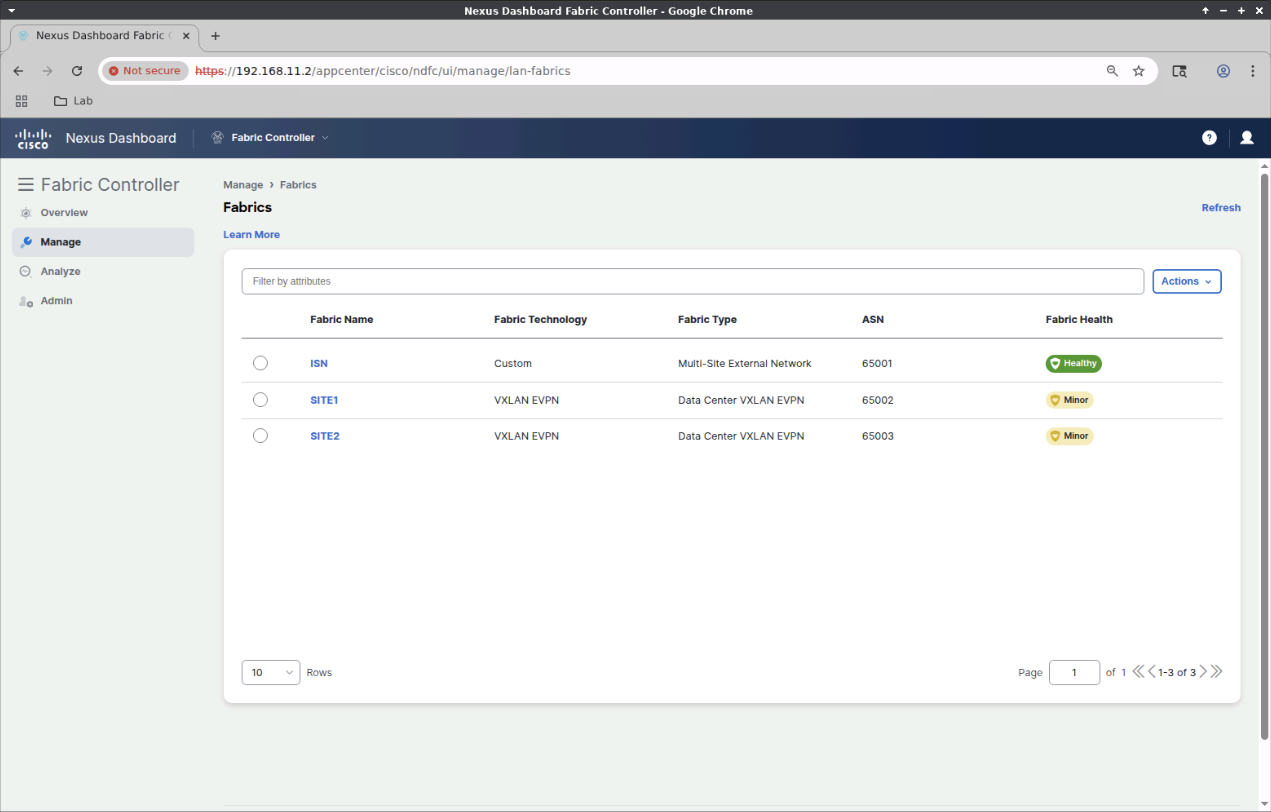 Nexus Dashboard Fabric Controller - Google Chrome
Nexus Dashboard Fabric
Not secure https://192.168.11.2/appcenter/cisco/ndfc/ui/manage/lan-fabrics
Lab
CISCO Nexus Dashboard Fabric Controller ?
Fabric Controller
Overview
Manage
Analyze
Admin
Manage › Fabrics
Fabrics
Refresh
Learn More
Filter by attributes
Actions
Fabric Name Fabric Technology Fabric Type ASN Fabric Health
ISN Custom Multi-Site External Network 65001 Healthy
SITE1 VXLAN EVPN Data Center VXLAN EVPN 65002 Minor
SITE2 VXLAN EVPN Data Center VXLAN EVPN 65003 Minor
10 Rows Page 1 of 1 1-3 of 3